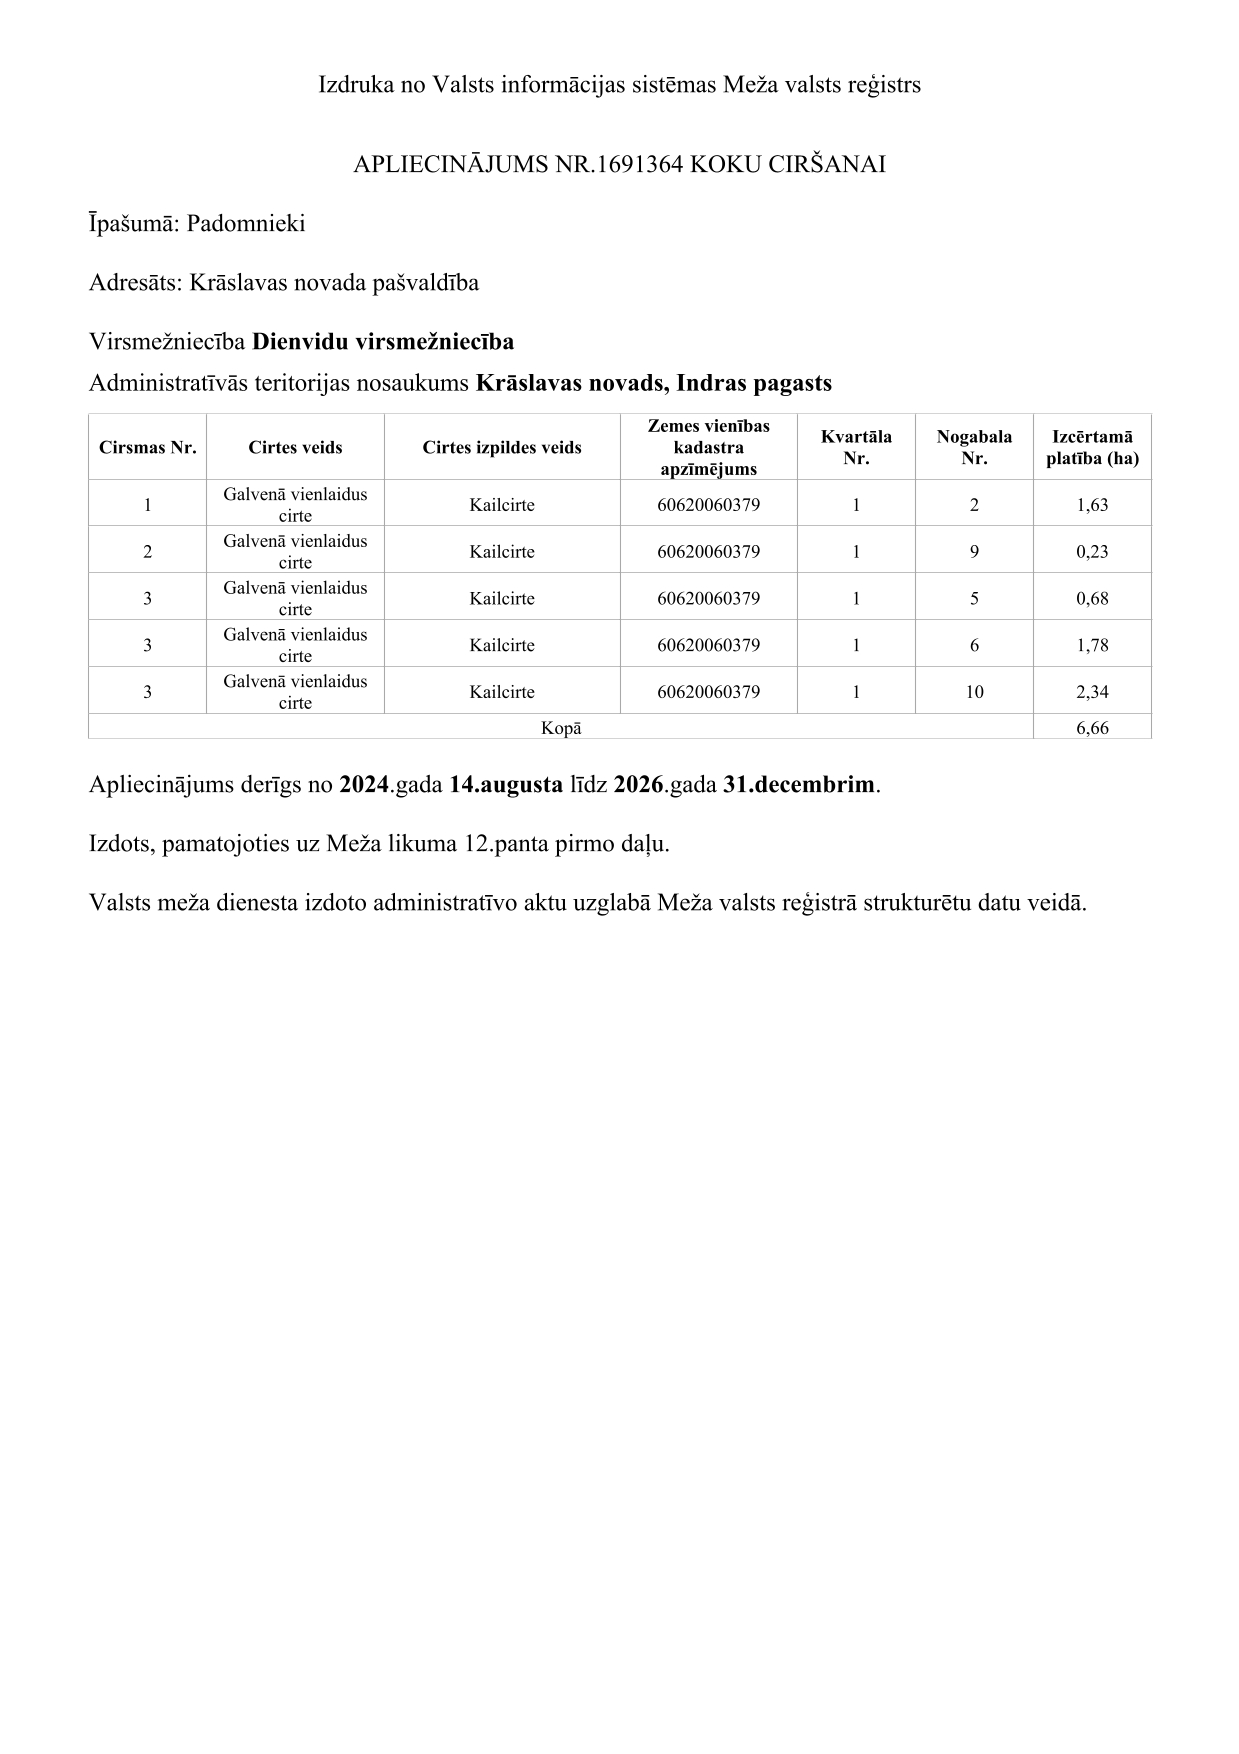 Izdruka no Valsts informācijas sistēmas Meža valsts reģistrs
APLIECINĀJUMS NR.1691364 KOKU CIRŠANAI
Īpašumā: Padomnieki
Adresāts: Krāslavas novada pašvaldība
Virsmežniecība Dienvidu virsmežniecība
Administratīvās teritorijas nosaukums Krāslavas novads, Indras pagasts
Cirsmas Nr. Cirtes veids Cirtes izpildes veids Zemes vienības kadastra apzīmējums Kvartāla Nr. Nogabala Nr. Izcērtamā platība (ha)
1 Galvenā vienlaidus cirte Kailcirte 60620060379 1 2 1,63
2 Galvenā vienlaidus cirte Kailcirte 60620060379 1 9 0,23
3 Galvenā vienlaidus cirte Kailcirte 60620060379 1 5 0,68
3 Galvenā vienlaidus cirte Kailcirte 60620060379 1 6 1,78
3 Galvenā vienlaidus cirte Kailcirte 60620060379 1 10 2,34
Kopā 6,66
Apliecinājums derīgs no 2024.gada 14.augusta līdz 2026.gada 31.decembrim.
Izdots, pamatojoties uz Meža likuma 12.panta pirmo daļu.
Valsts meža dienesta izdoto administratīvo aktu uzglabā Meža valsts reģistrā strukturētu datu veidā.